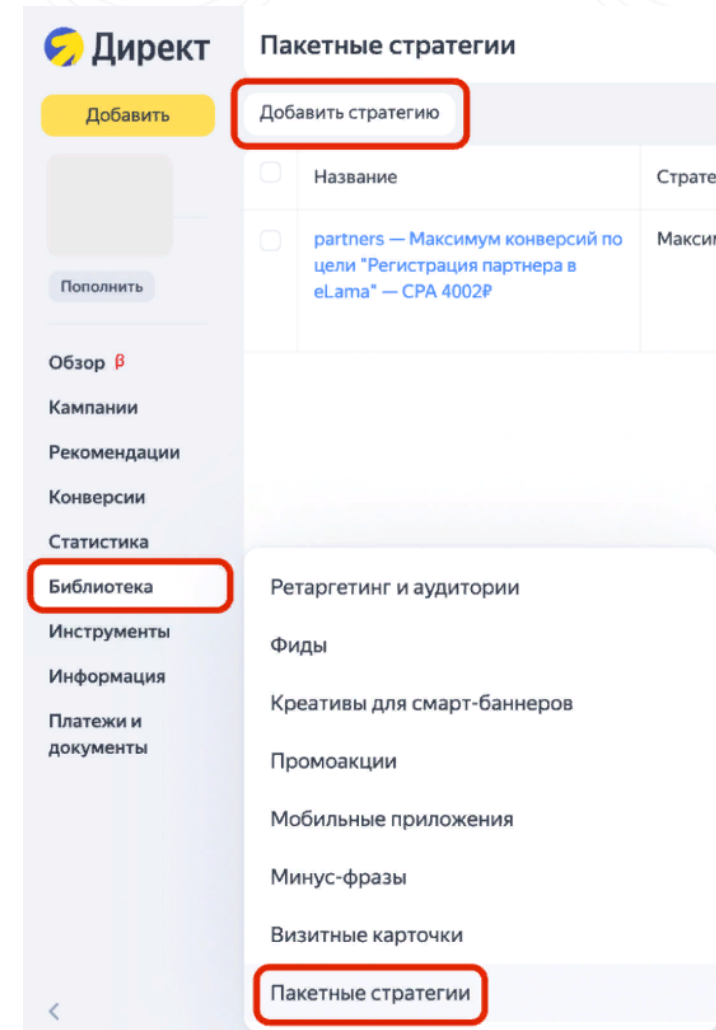 Директ
Пакетные стратегии
Добавить
Добавить стратегию
Название
Страте
partners — Максимум конверсий по
цели "Регистрация партнера в
eLama" — CPA 4002₽
Максим
Пополнить
Обзор β
Кампании
Рекомендации
Конверсии
Статистика
Библиотека
Инструменты
Информация
Платежи и
документы
Ретаргетинг и аудитории
Фиды
Креативы для смарт-баннеров
Промоакции
Мобильные приложения
Минус-фразы
Визитные карточки
Пакетные стратегии